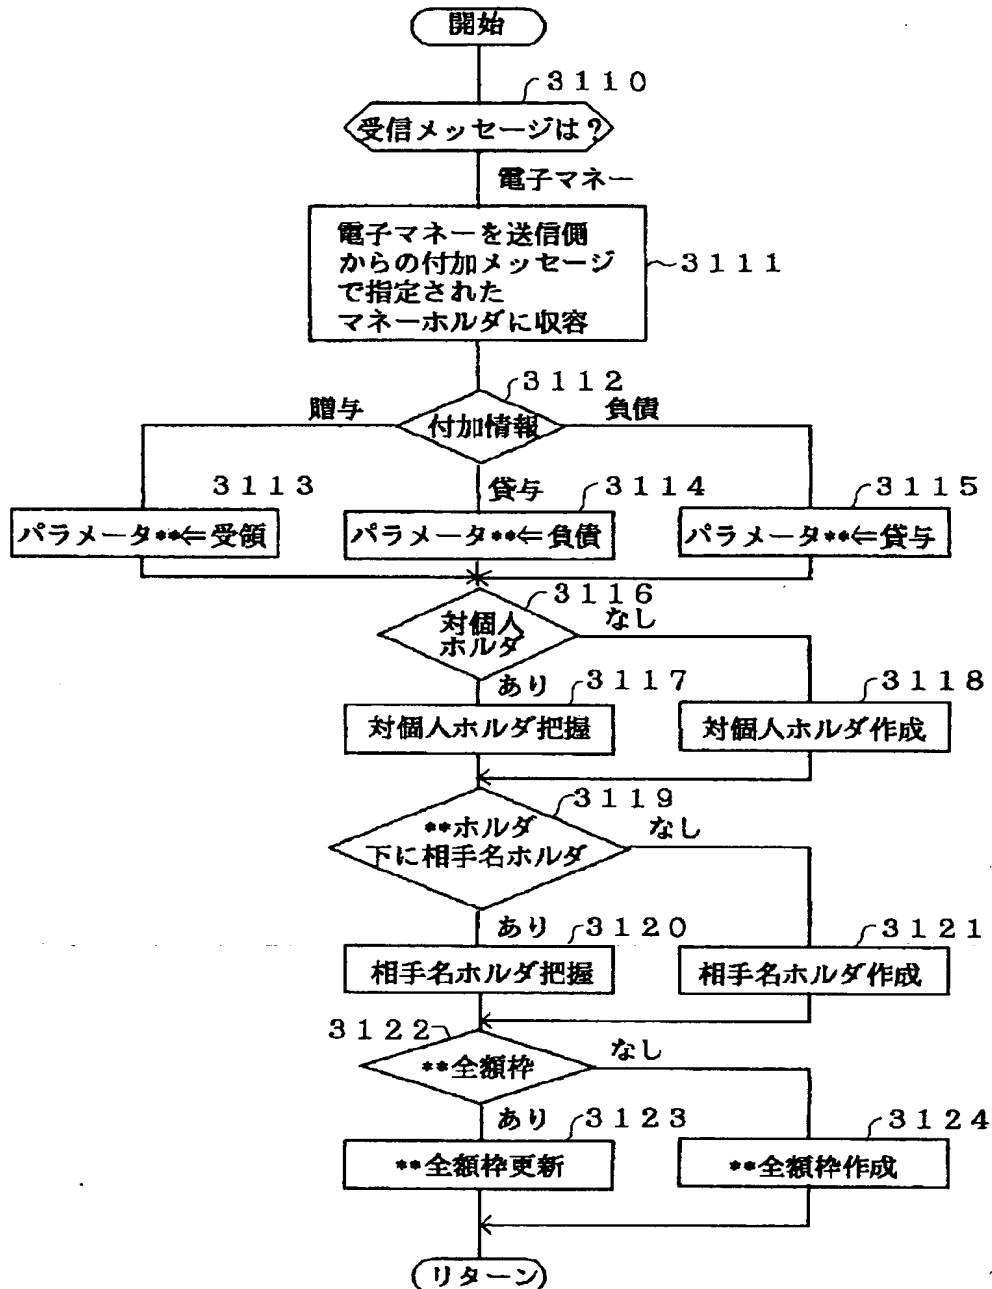 開始
3110
受信メッセージは?
電子マネー
電子マネーを送信側
からの付加メッセージ
で指定された
マネーホルダに収容
3111
3112
贈与
付加情報
負債
3113
貸与
3114
3115
パラメータ**⇐受領
パラメータ**⇐負債
パラメータ**⇐貸与
3116
対個人
ホルダ
なし
あり
3117
3118
対個人ホルダ把握
対個人ホルダ作成
3119
**ホルダ
下に相手名ホルダ
なし
あり
3120
3121
相手名ホルダ把握
相手名ホルダ作成
3122
**全額枠
なし
あり
3123
3124
**全額枠更新
**全額枠作成
リターン